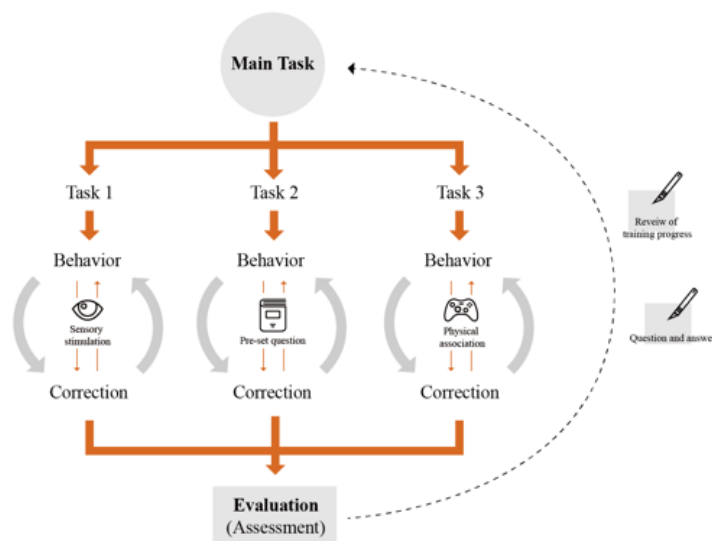 Main Task
Task 1
Task 2
Task 3
Behavior
Behavior
Behavior
Sensory
stimulation
Pre-set question
Physical
association
Correction
Correction
Correction
Evaluation
(Assessment)
Reveiw of
training progress
Question and answe